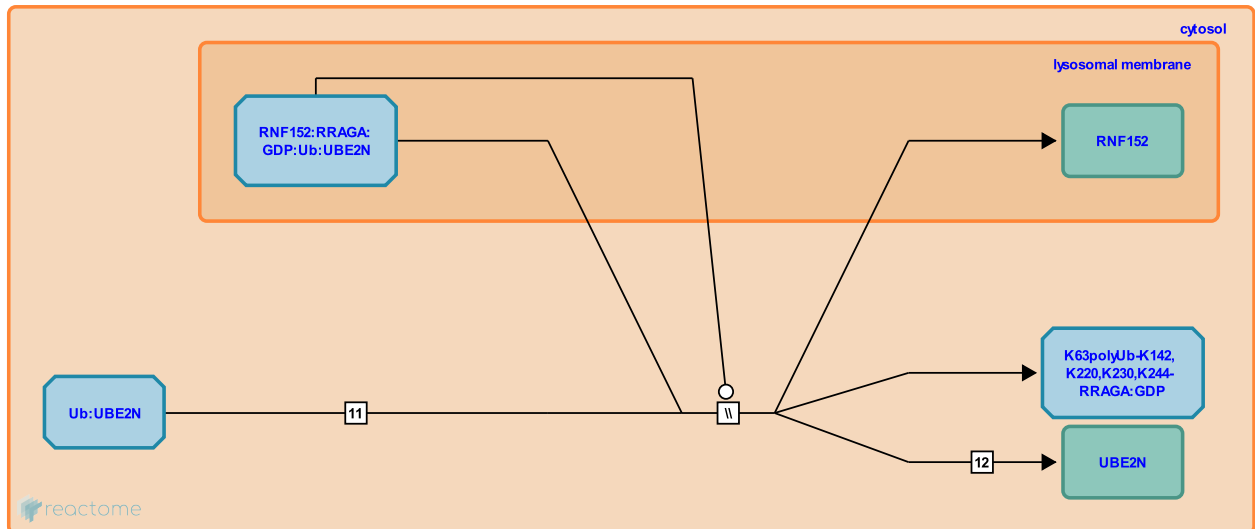 cytosol
lysosomal membrane
RNF152:RRAGA:
GDP:Ub:UBE2N
RNF152
K63polyUb-K142,
K220,K230,K244-
RRAGA:GDP
Ub:UBE2N
11
\\
12
UBE2N
reactome